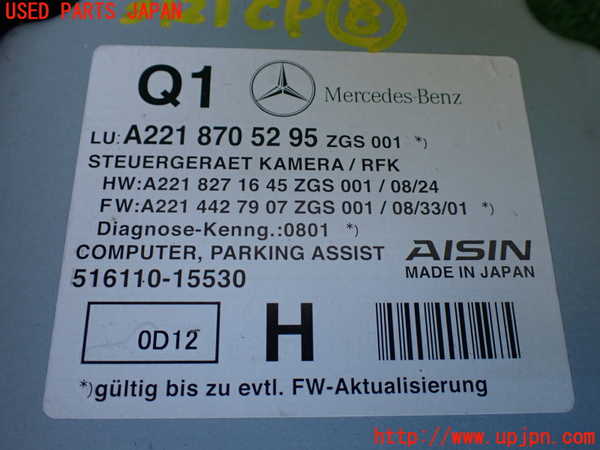 USED PARTS JAPAN
2121CP⑧
Q1
Mercedes-Benz
LU:A221 870 52 95 ZGS 001 *)
STEUERGERAET KAMERA / RFK
HW:A221 827 16 45 ZGS 001 / 08/24
FW:A221 442 79 07 ZGS 001 / 08/33/01 *)
Diagnose-Kenng.:0801 *)
COMPUTER, PARKING ASSIST
AISIN
516110-15530
MADE IN JAPAN
0D12
H
*)gültig bis zu evtl. FW-Aktualisierung
http://www.upjpn.com/